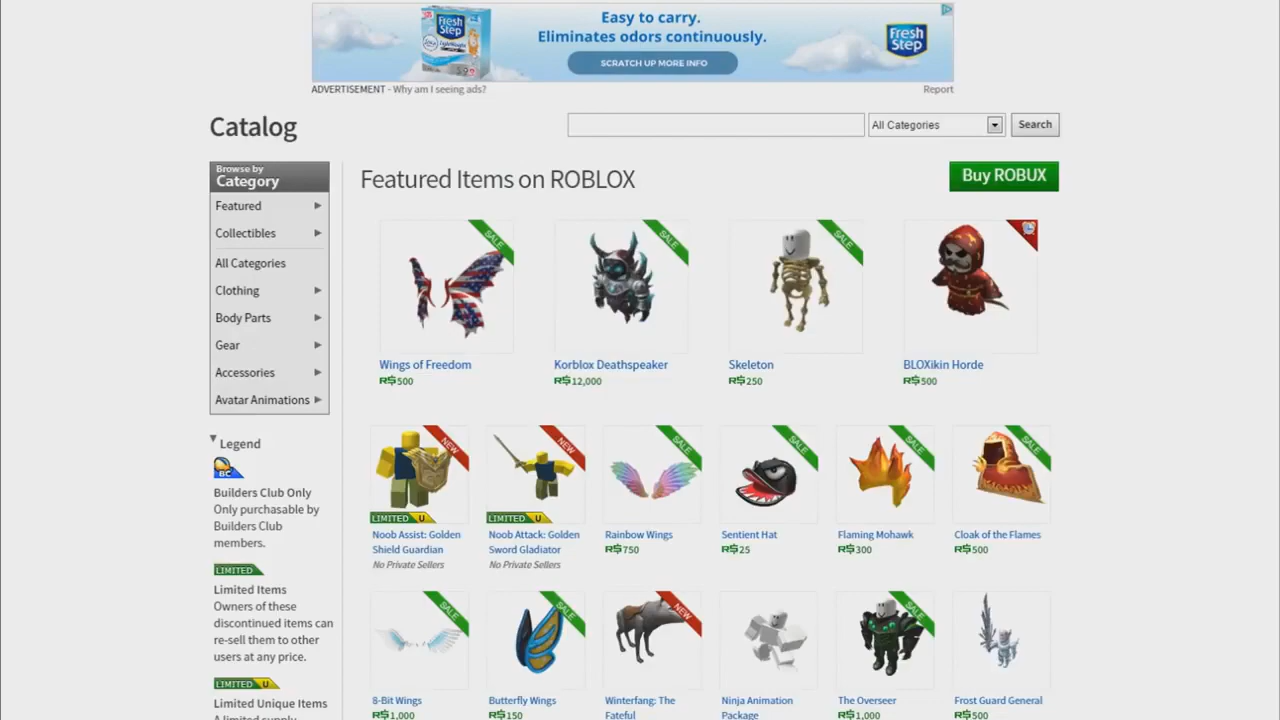 FRESH STEP
Easy to carry.
Eliminates odors continuously.
SCRATCH UP MORE INFO
FRESH STEP
ADVERTISEMENT - Why am I seeing ads?
Report
Catalog
All Categories
Search
Browse by
Category
Featured
Collectibles
All Categories
Clothing
Body Parts
Gear
Accessories
Avatar Animations
Legend
BC
Builders Club Only
Only purchasable by
Builders Club
members.
LIMITED
Limited Items
Owners of these
discontinued items can
re-sell them to other
users at any price.
LIMITED U
Limited Unique Items
A limited supply
Featured Items on ROBLOX
Buy ROBUX
SALE
SALE
SALE
Wings of Freedom
R$500
Korblox Deathspeaker
R$12,000
Skeleton
R$250
BLOXikin Horde
R$500
NEW
NEW
SALE
SALE
SALE
SALE
LIMITED U
LIMITED U
Noob Assist: Golden
Shield Guardian
No Private Sellers
Noob Attack: Golden
Sword Gladiator
No Private Sellers
Rainbow Wings
R$750
Sentient Hat
R$25
Flaming Mohawk
R$300
Cloak of the Flames
R$500
SALE
SALE
NEW
SALE
8-Bit Wings
R$1,000
Butterfly Wings
R$150
Winterfang: The
Fateful
Ninja Animation
Package
The Overseer
R$1,000
Frost Guard General
R$500